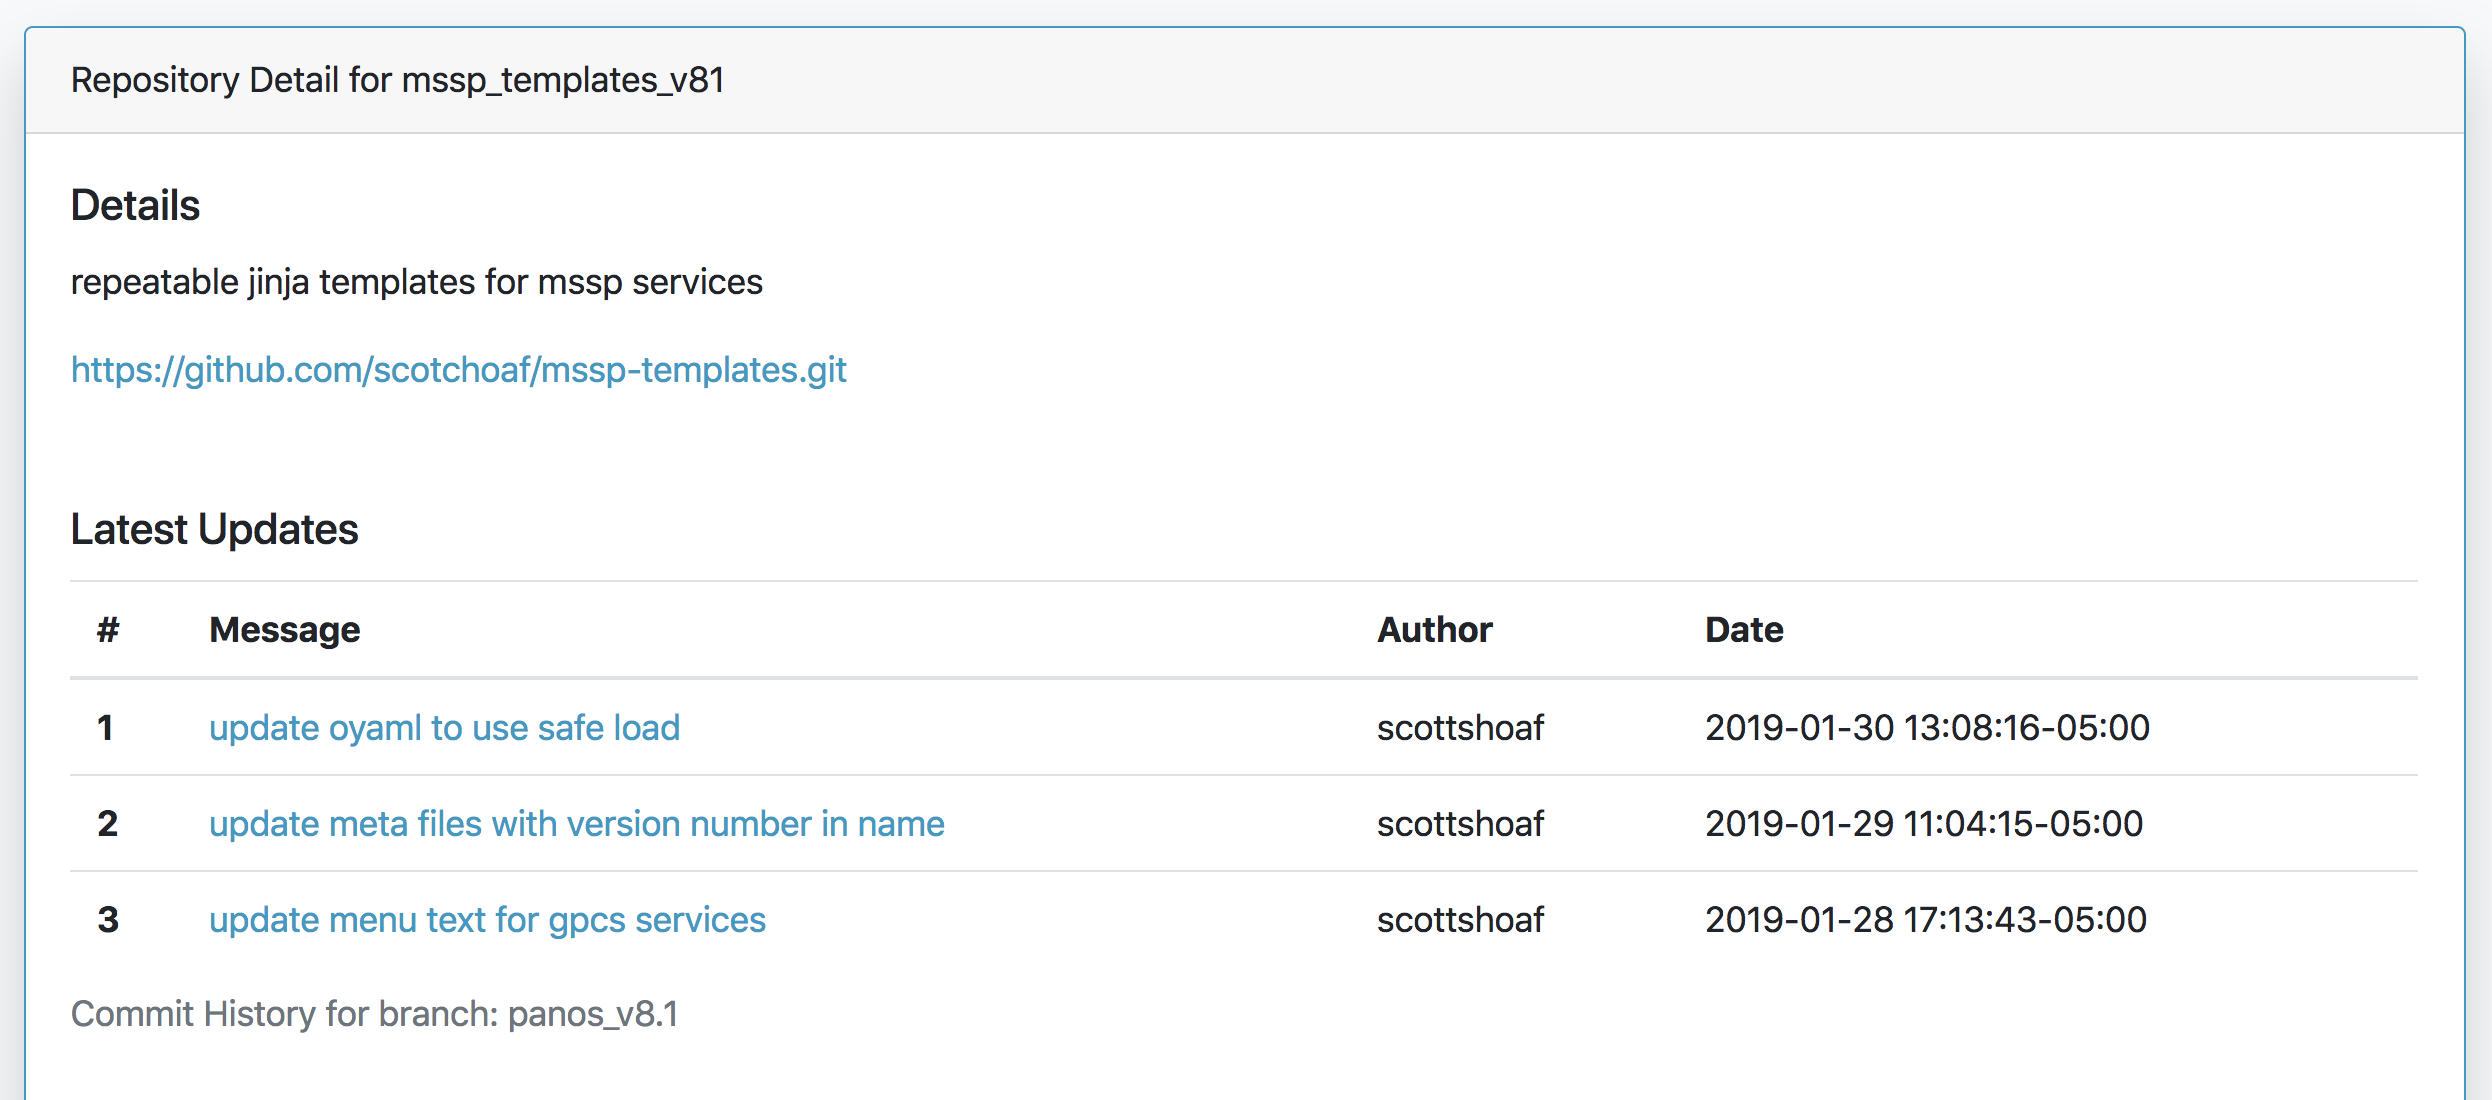 Repository Detail for mssp_templates_v81
Details
repeatable jinja templates for mssp services
https://github.com/scotchoaf/mssp-templates.git
Latest Updates
# Message Author Date
1 update oyaml to use safe load scottshoaf 2019-01-30 13:08:16-05:00
2 update meta files with version number in name scottshoaf 2019-01-29 11:04:15-05:00
3 update menu text for gpcs services scottshoaf 2019-01-28 17:13:43-05:00
Commit History for branch: panos_v8.1